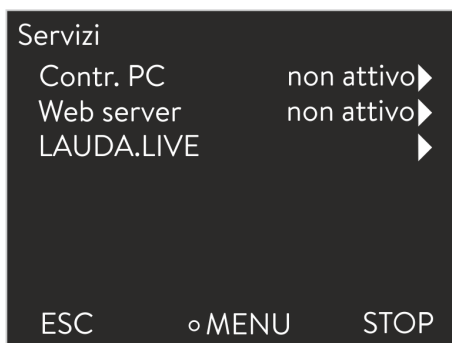 Servizi
Contr. PC non attivo
Web server non attivo
LAUDA.LIVE
ESC MENU STOP